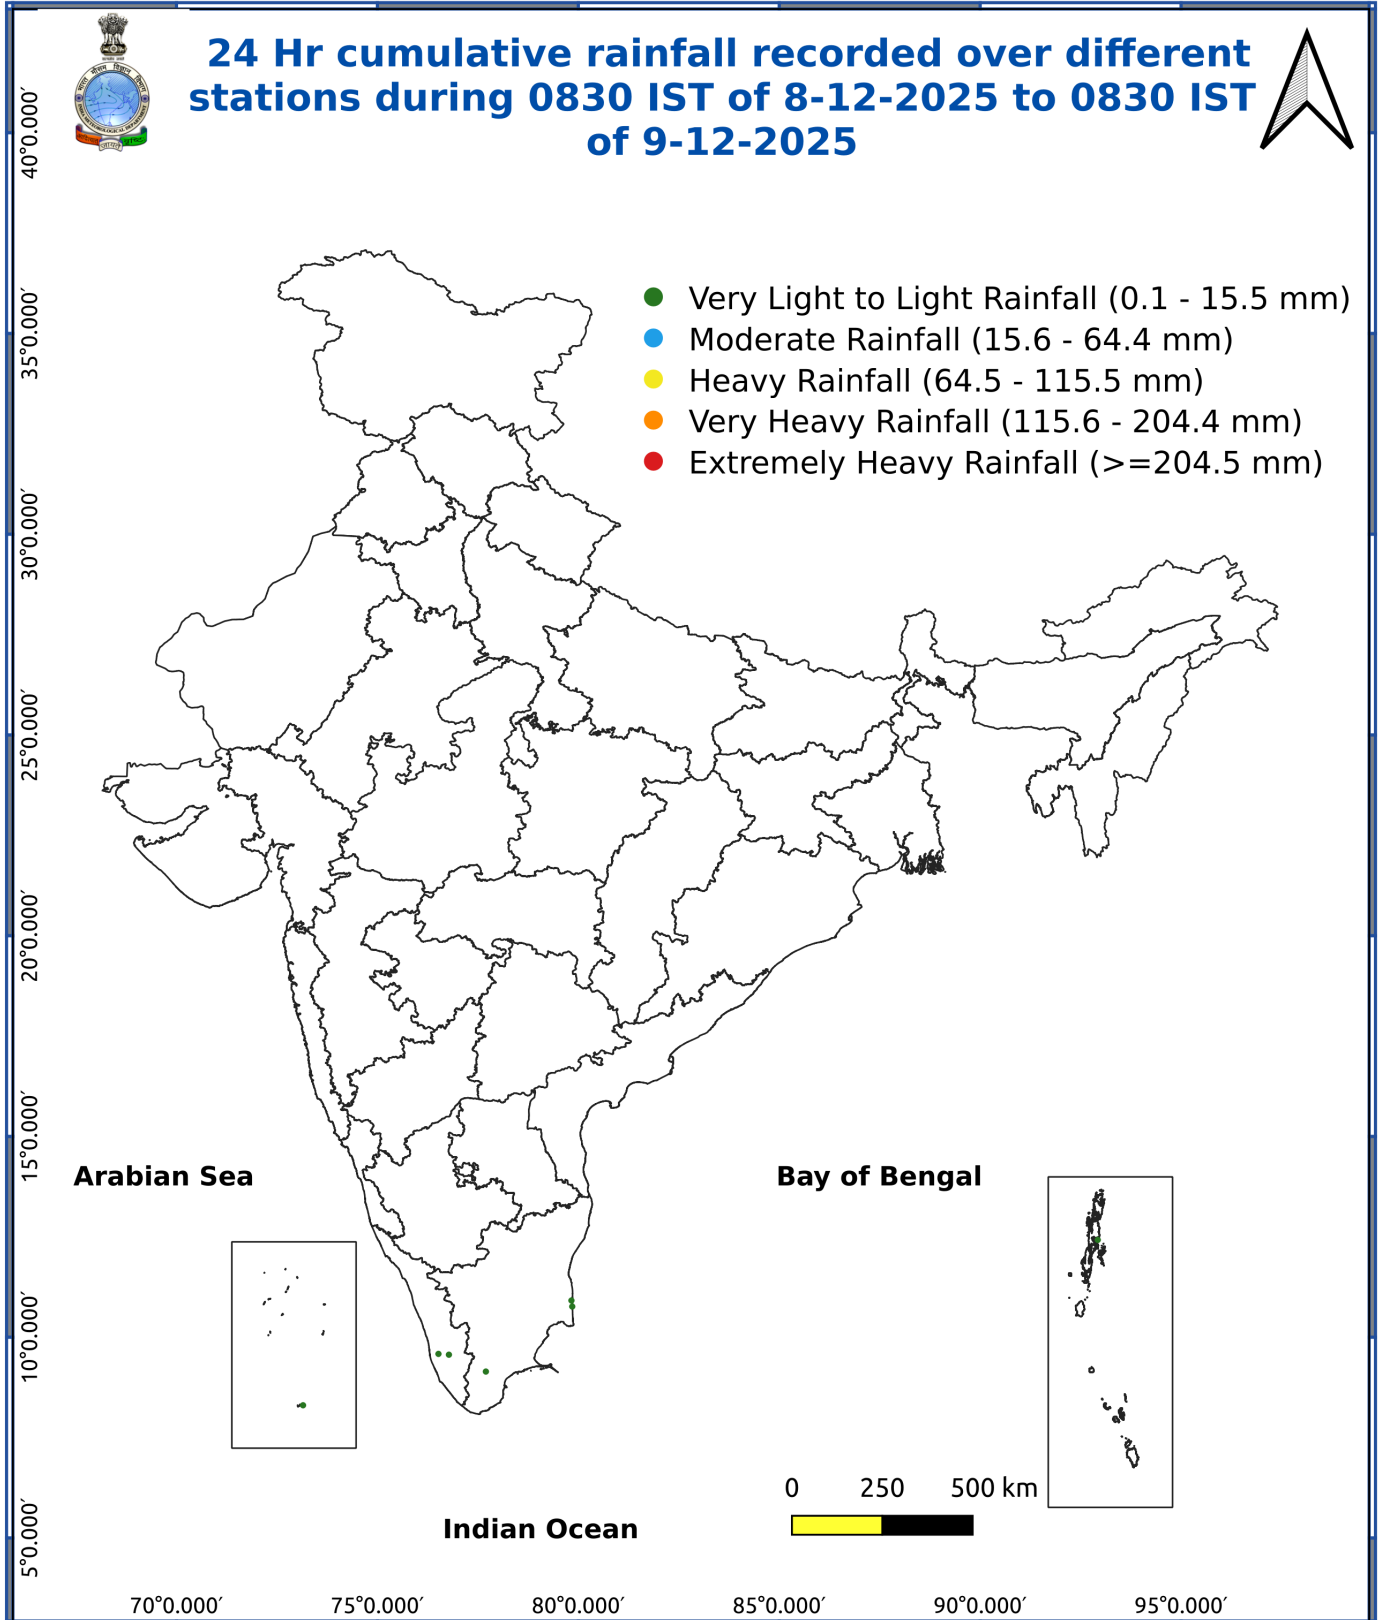 24 Hr cumulative rainfall recorded over different
stations during 0830 IST of 8-12-2025 to 0830 IST
of 9-12-2025
Very Light to Light Rainfall (0.1 - 15.5 mm)
Moderate Rainfall (15.6 - 64.4 mm)
Heavy Rainfall (64.5 - 115.5 mm)
Very Heavy Rainfall (115.6 - 204.4 mm)
Extremely Heavy Rainfall (>=204.5 mm)
40°0.000′
35°0.000′
30°0.000′
25°0.000′
20°0.000′
15°0.000′
10°0.000′
5°0.000′
Arabian Sea
Bay of Bengal
Indian Ocean
0 250 500 km
70°0.000′ 75°0.000′ 80°0.000′ 85°0.000′ 90°0.000′ 95°0.000′